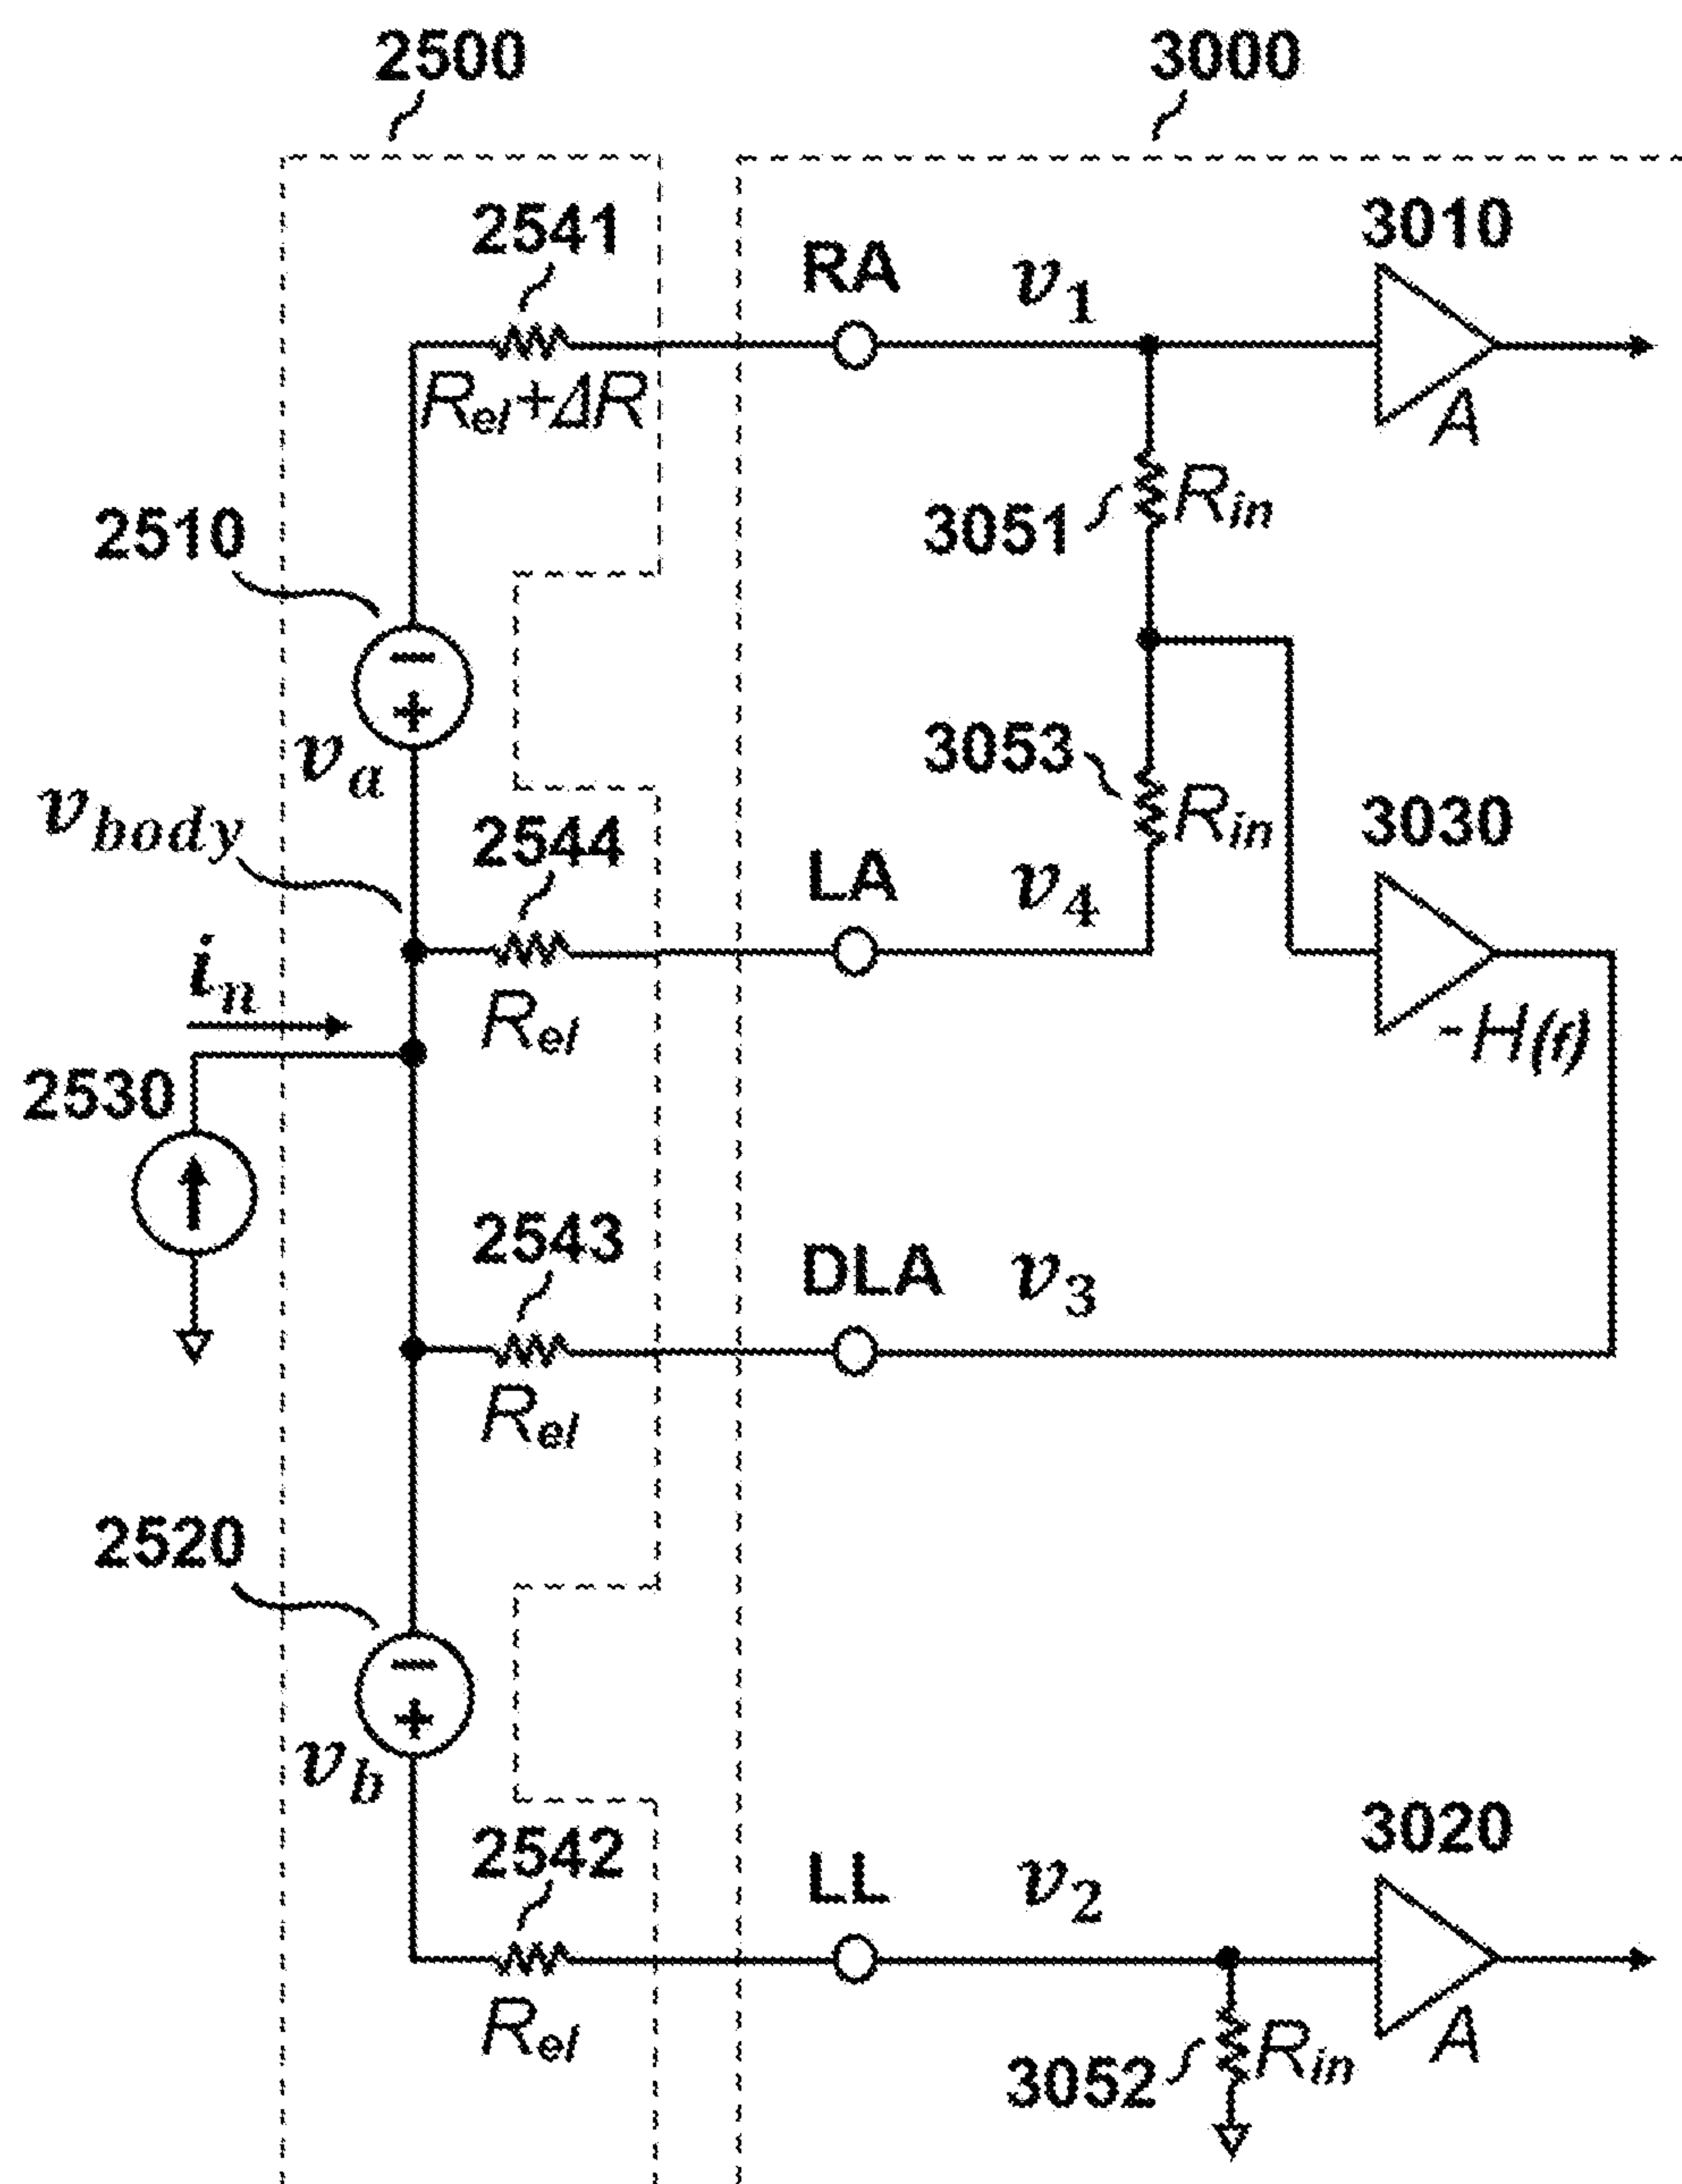 2500 3000
2541 RA v1 3010
Rel+ΔR A
2510 3051 Rin
− +
va
3053 Rin
vbody 2544 LA v4 3030
in Rel -H(f)
2530
2543 DLA v3
Rel
2520
− +
vb
2542 LL v2 3020
Rel A
3052 Rin